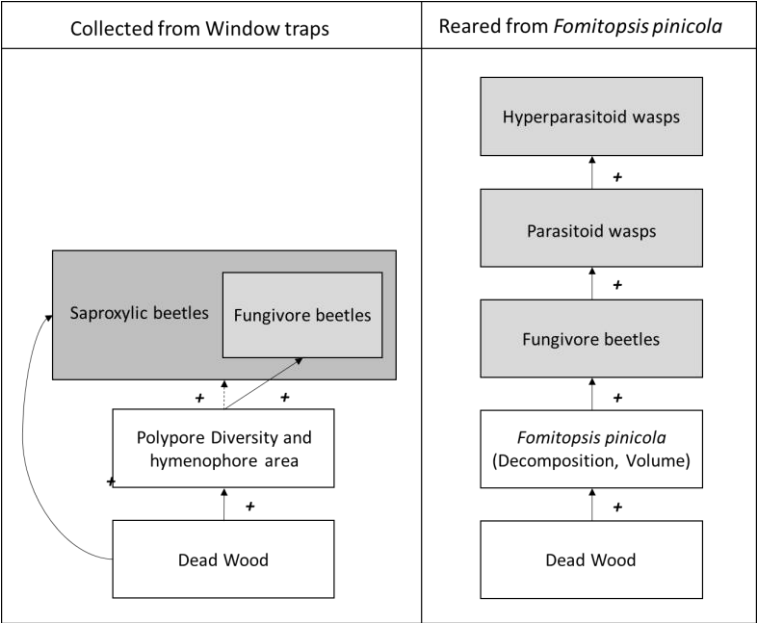 Collected from Window traps
Saproxylic beetles
Fungivore beetles
+
+
Polypore Diversity and
hymenophore area
+
+
Dead Wood
Reared from Fomitopsis pinicola
Hyperparasitoid wasps
+
Parasitoid wasps
+
Fungivore beetles
+
Fomitopsis pinicola
(Decomposition, Volume)
+
Dead Wood